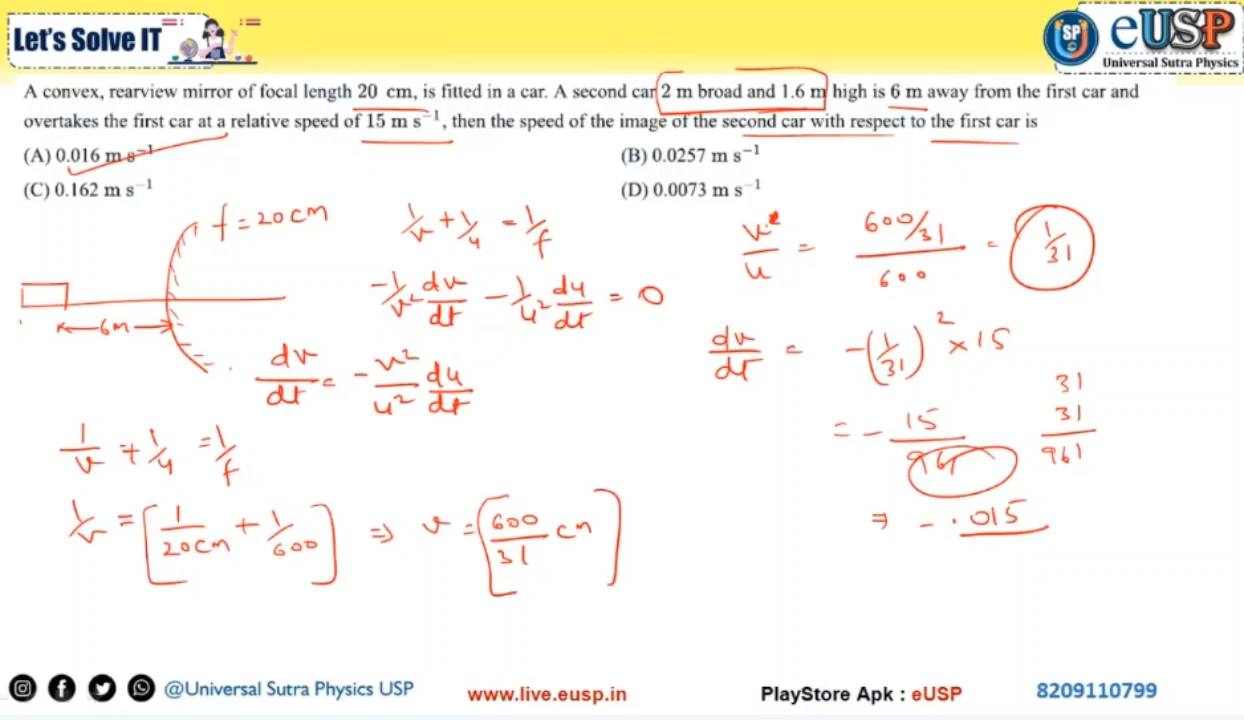 Let's Solve IT
SP
eUSP
Universal Sutra Physics
A convex, rearview mirror of focal length 20 cm, is fitted in a car. A second car 2 m broad and 1.6 m high is 6 m away from the first car and
overtakes the first car at a relative speed of 15 m s⁻¹, then the speed of the image of the second car with respect to the first car is
(A) 0.016 m s⁻¹
(B) 0.0257 m s⁻¹
(C) 0.162 m s⁻¹
(D) 0.0073 m s⁻¹
f = 20 cm
6m
1/v + 1/u = 1/f
-1/v² dv/dt - 1/u² du/dt = 0
dv/dt = - v²/u² du/dt
1/v + 1/u = 1/f
1/v = [1/20cm + 1/600] ⇒ v = [600/31 cm]
v/u = 600/31 / 600 = 1/31
dv/dt = -(1/31)² × 15
= - 15/961
31
31
961
⇒ - .015
@Universal Sutra Physics USP
www.live.eusp.in
PlayStore Apk : eUSP
8209110799